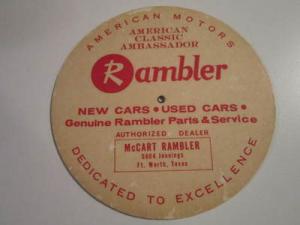 AMERICAN MOTORS
AMERICAN
CLASSIC
AMBASSADOR
Rambler
NEW CARS • USED CARS •
Genuine Rambler Parts & Service
AUTHORIZED DEALER
McCART RAMBLER
5604 Jennings
Ft. Worth, Texas
DEDICATED TO EXCELLENCE